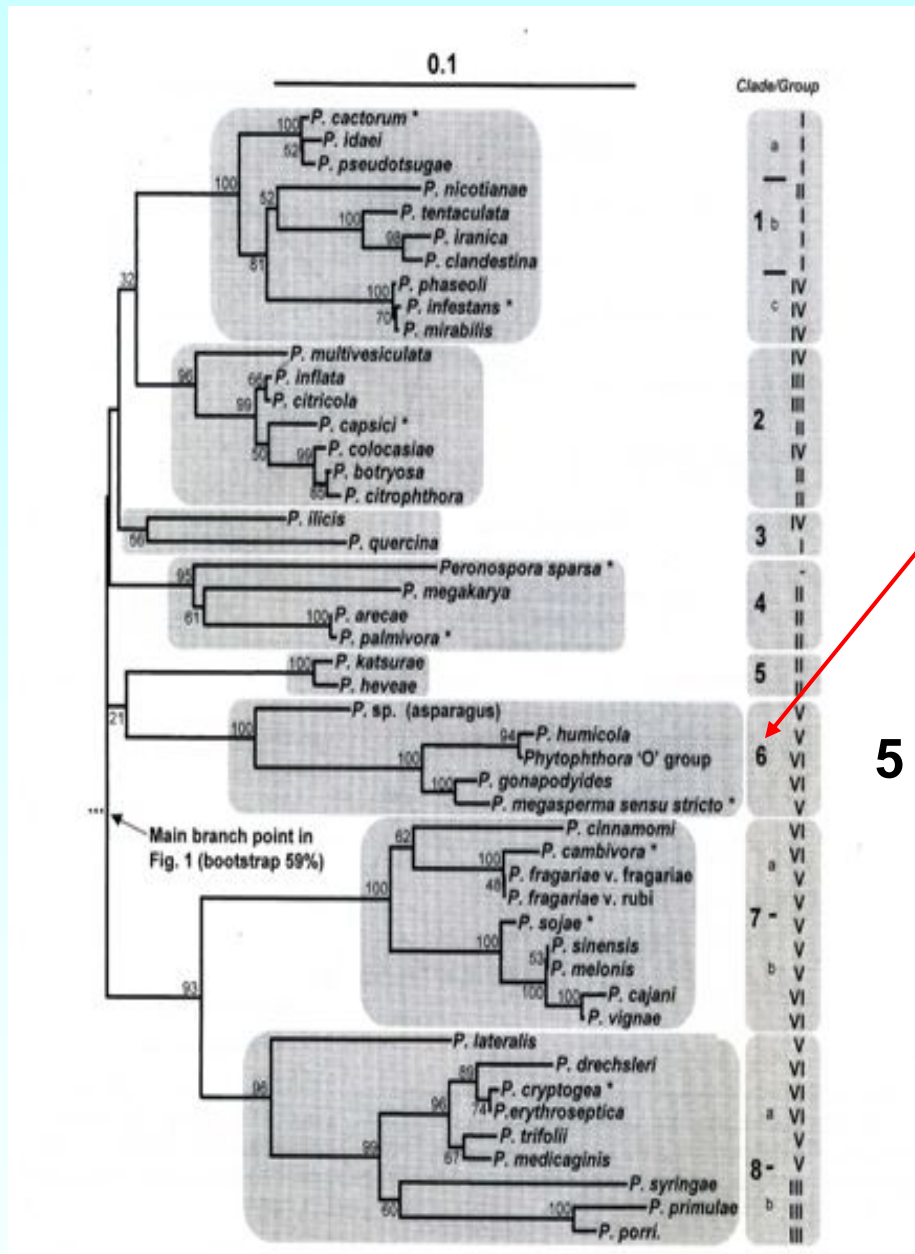 0.1
Clade/Group
100 P. cactorum * I
a
P. idaei I
52 P. pseudotsugae I
100
52 P. nicotianae II
P. tentaculata I
1 b
100
98 P. iranica I
P. clandestina I
81
P. phaseoli IV
100
P. infestans * IV
c
70
P. mirabilis IV
32
P. multivesiculata IV
96
66 P. inflata III
P. citricola III
99
2
P. capsici * II
50
99 P. colocasiae IV
P. botryosa II
P. citrophthora II
P. ilicis IV
3
56
P. quercina I
Peronospora sparsa * -
95
P. megakarya II
4
61
100 P. arecae II
P. palmivora * II
100 P. katsurae II
5
P. heveae II
21
P. sp. (asparagus) V
100
94 P. humicola V
6
Phytophthora 'O' group VI
100
P. gonapodyides VI
100
P. megasperma sensu stricto * V
5
...
Main branch point in
Fig. 1 (bootstrap 59%)
P. cinnamomi VI
62
P. cambivora * VI
a
100
P. fragariae v. fragariae V
48
P. fragariae v. rubi V
100
7 -
P. sojae * V
100
P. sinensis V
53
P. melonis V
b
100
100 P. cajani VI
P. vignae VI
93
P. lateralis V
96
P. drechsleri VI
89
P. cryptogea * VI
74
P.erythroseptica VI
a
96
P. trifolii V
67
P. medicaginis V
8 -
99
P. syringae III
60
b
100 P. primulae III
P. porri. III